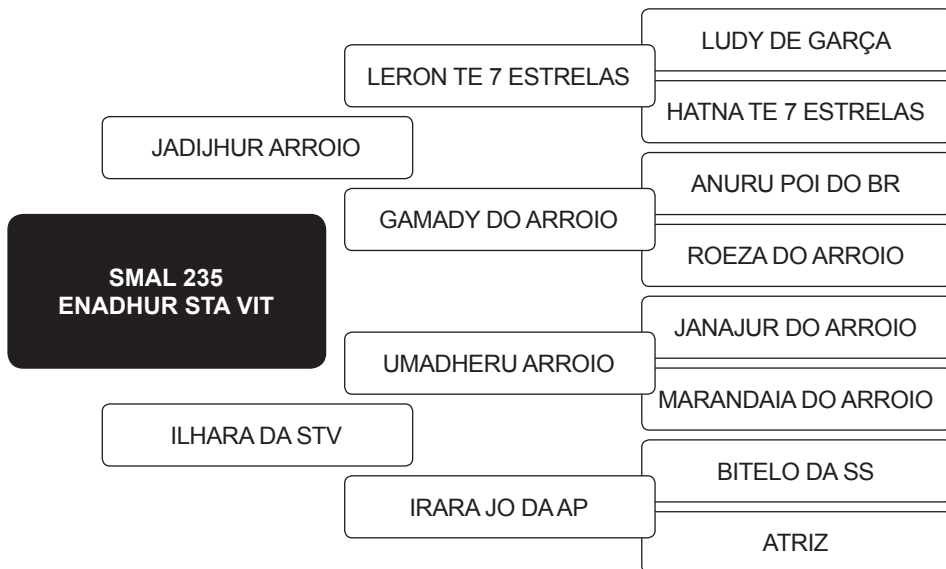 LUDY DE GARÇA
LERON TE 7 ESTRELAS
HATNA TE 7 ESTRELAS
JADIJHUR ARROIO
ANURU POI DO BR
GAMADY DO ARROIO
ROEZA DO ARROIO
SMAL 235
ENADHUR STA VIT
JANAJUR DO ARROIO
UMADHERU ARROIO
MARANDAIA DO ARROIO
ILHARA DA STV
BITELO DA SS
IRARA JO DA AP
ATRIZ